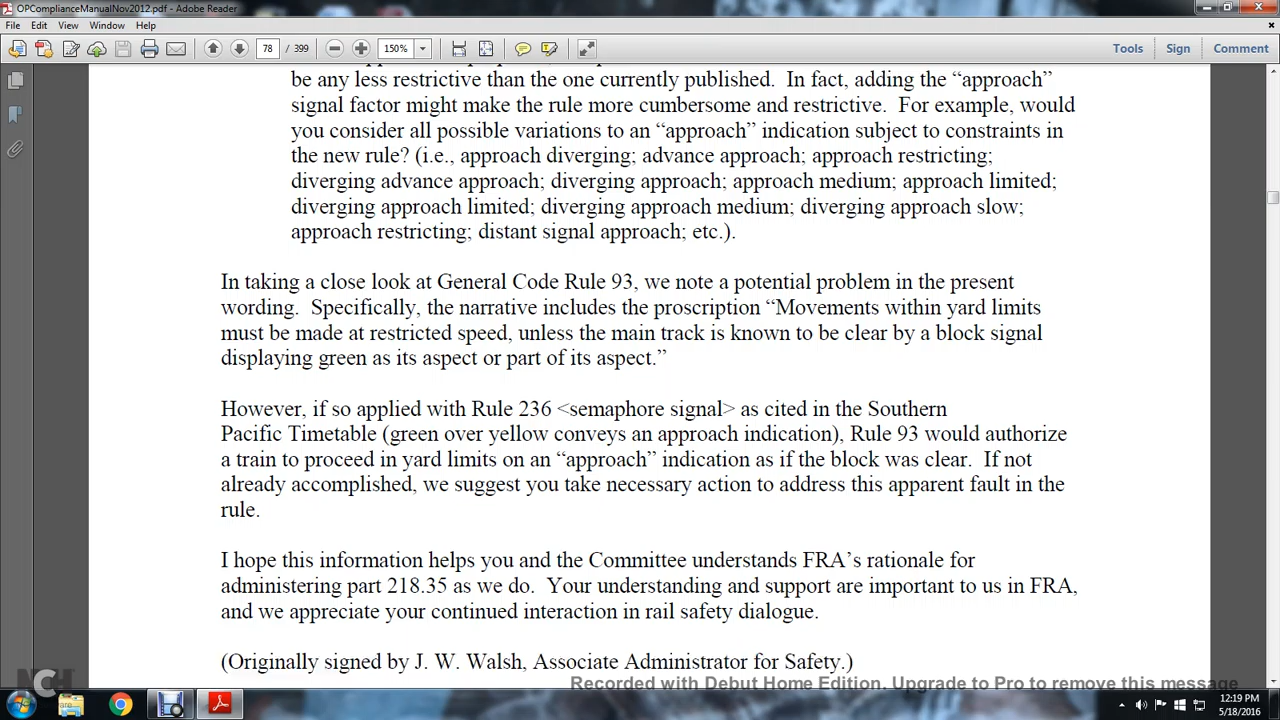 OPComplianceManualNov2012.pdf - Adobe Reader
File Edit View Window Help
78 / 399 150% Tools Sign Comment
be any less restrictive than the one currently published. In fact, adding the “approach”
signal factor might make the rule more cumbersome and restrictive. For example, would
you consider all possible variations to an “approach” indication subject to constraints in
the new rule? (i.e., approach diverging; advance approach; approach restricting;
diverging advance approach; diverging approach; approach medium; approach limited;
diverging approach limited; diverging approach medium; diverging approach slow;
approach restricting; distant signal approach; etc.).
In taking a close look at General Code Rule 93, we note a potential problem in the present
wording. Specifically, the narrative includes the proscription “Movements within yard limits
must be made at restricted speed, unless the main track is known to be clear by a block signal
displaying green as its aspect or part of its aspect.”
However, if so applied with Rule 236 <semaphore signal> as cited in the Southern
Pacific Timetable (green over yellow conveys an approach indication), Rule 93 would authorize
a train to proceed in yard limits on an “approach” indication as if the block was clear. If not
already accomplished, we suggest you take necessary action to address this apparent fault in the
rule.
I hope this information helps you and the Committee understands FRA’s rationale for
administering part 218.35 as we do. Your understanding and support are important to us in FRA,
and we appreciate your continued interaction in rail safety dialogue.
(Originally signed by J. W. Walsh, Associate Administrator for Safety.)
Recorded with Debut Home Edition. Upgrade to Pro to remove this message
NCH
12:19 PM
5/18/2016